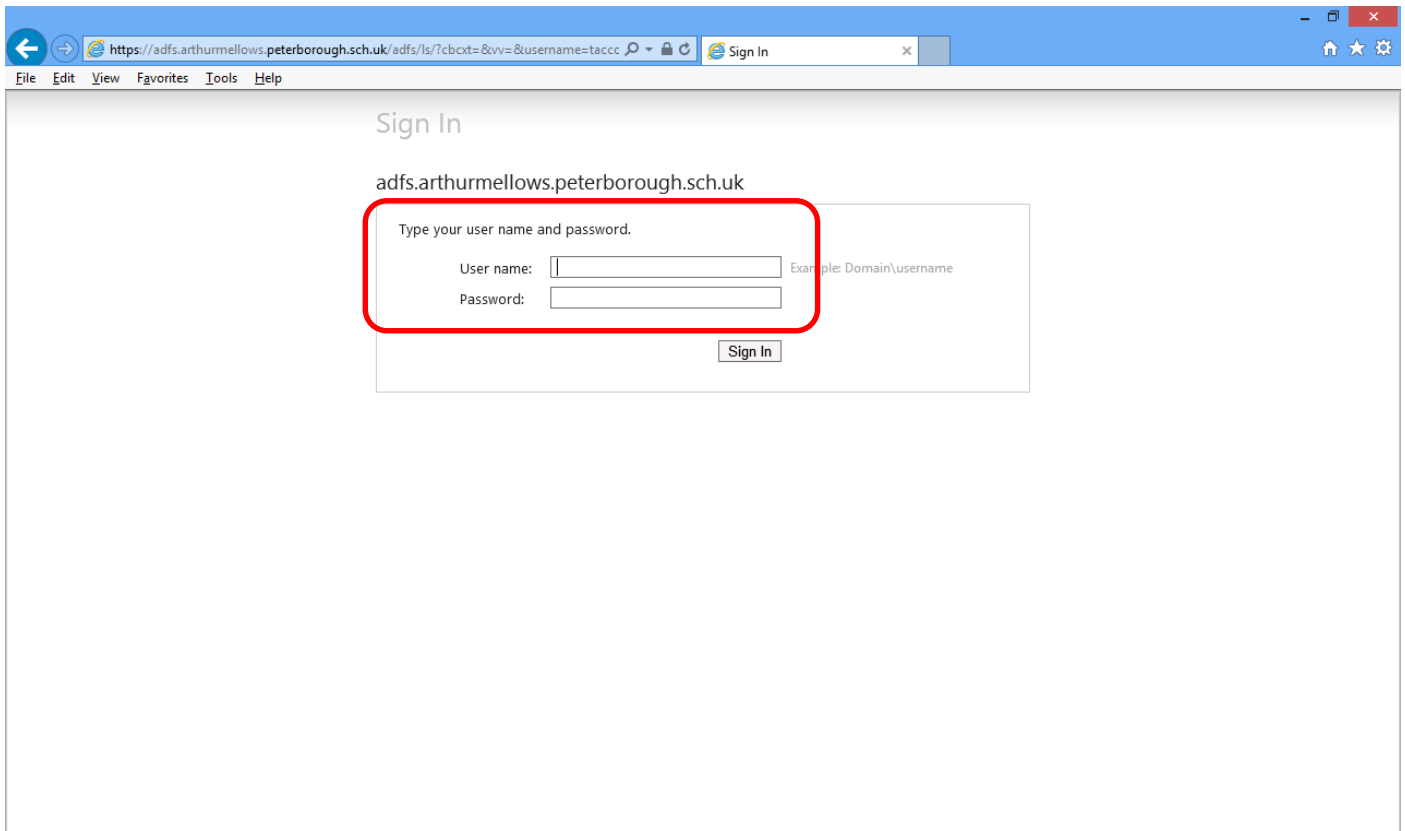 https://adfs.arthurmellows.peterborough.sch.uk/adfs/ls/?cbcxt=&vv=&username=taccc
Sign In
File Edit View Favorites Tools Help
Sign In
adfs.arthurmellows.peterborough.sch.uk
Type your user name and password.
User name: Example: Domain\username
Password:
Sign In